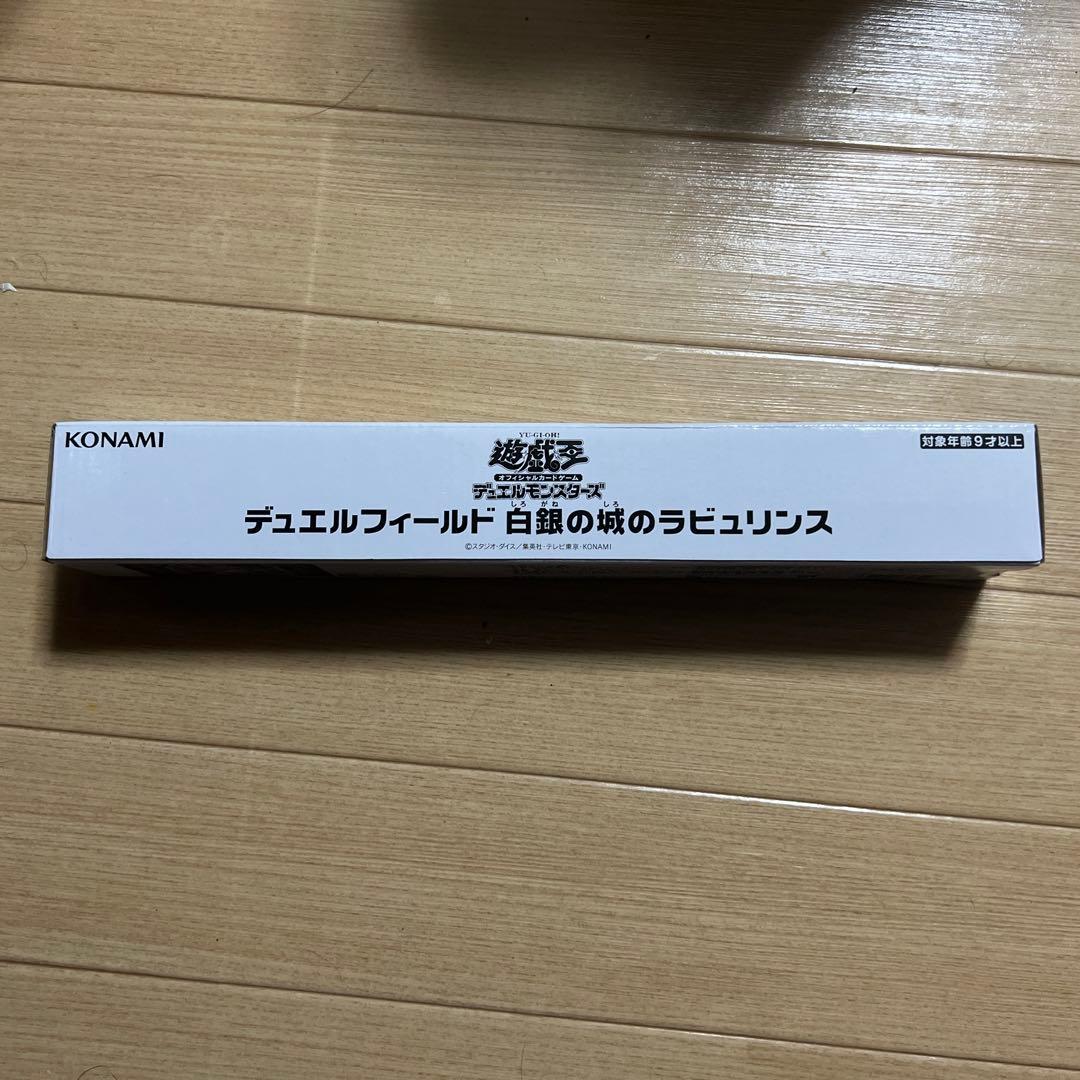 KONAMI
YU-GI-OH!
遊戯王
オフィシャルカードゲーム
デュエルモンスターズ
対象年齢9才以上
しろがね しろ
デュエルフィールド 白銀の城のラビュリンス
©スタジオ・ダイス/集英社・テレビ東京・KONAMI